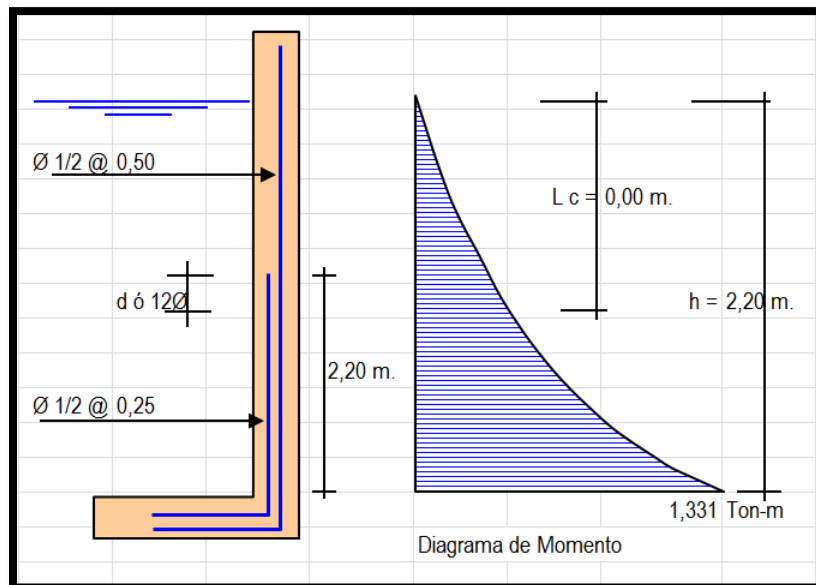 Ø 1/2 @ 0,50
L c = 0,00 m.
d ó 12Ø
h = 2,20 m.
2,20 m.
Ø 1/2 @ 0,25
1,331 Ton-m
Diagrama de Momento